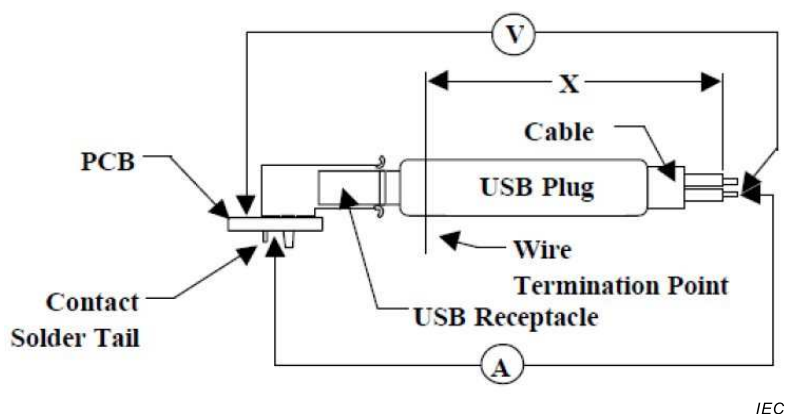 V
X
Cable
PCB
USB Plug
Wire
Termination Point
Contact
Solder Tail
USB Receptacle
A
IEC